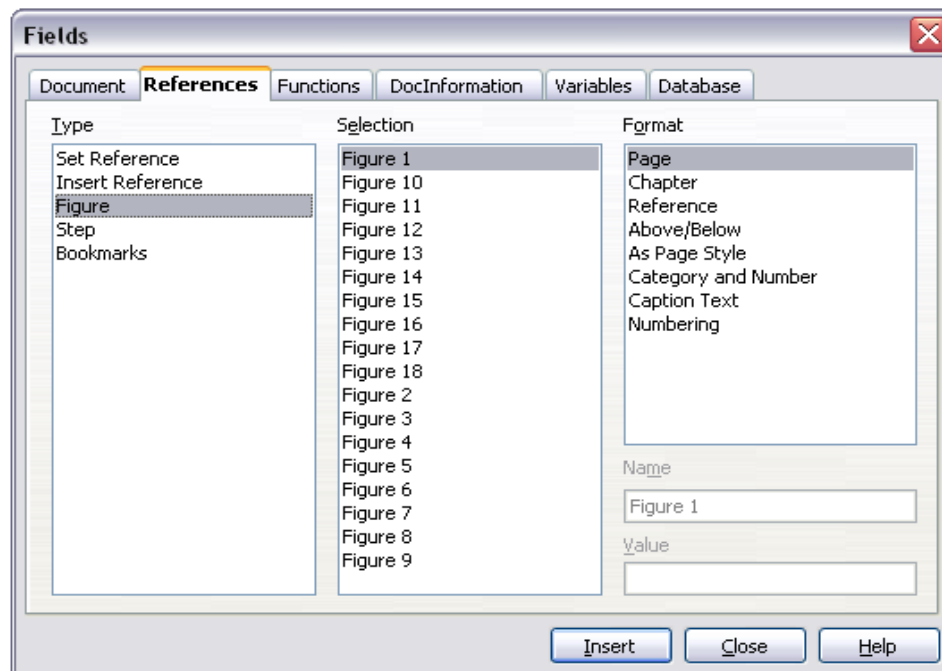 Fields
Document References Functions DocInformation Variables Database
Type
Set Reference
Insert Reference
Figure
Step
Bookmarks
Selection
Figure 1
Figure 10
Figure 11
Figure 12
Figure 13
Figure 14
Figure 15
Figure 16
Figure 17
Figure 18
Figure 2
Figure 3
Figure 4
Figure 5
Figure 6
Figure 7
Figure 8
Figure 9
Format
Page
Chapter
Reference
Above/Below
As Page Style
Category and Number
Caption Text
Numbering
Name
Figure 1
Value
Insert Close Help